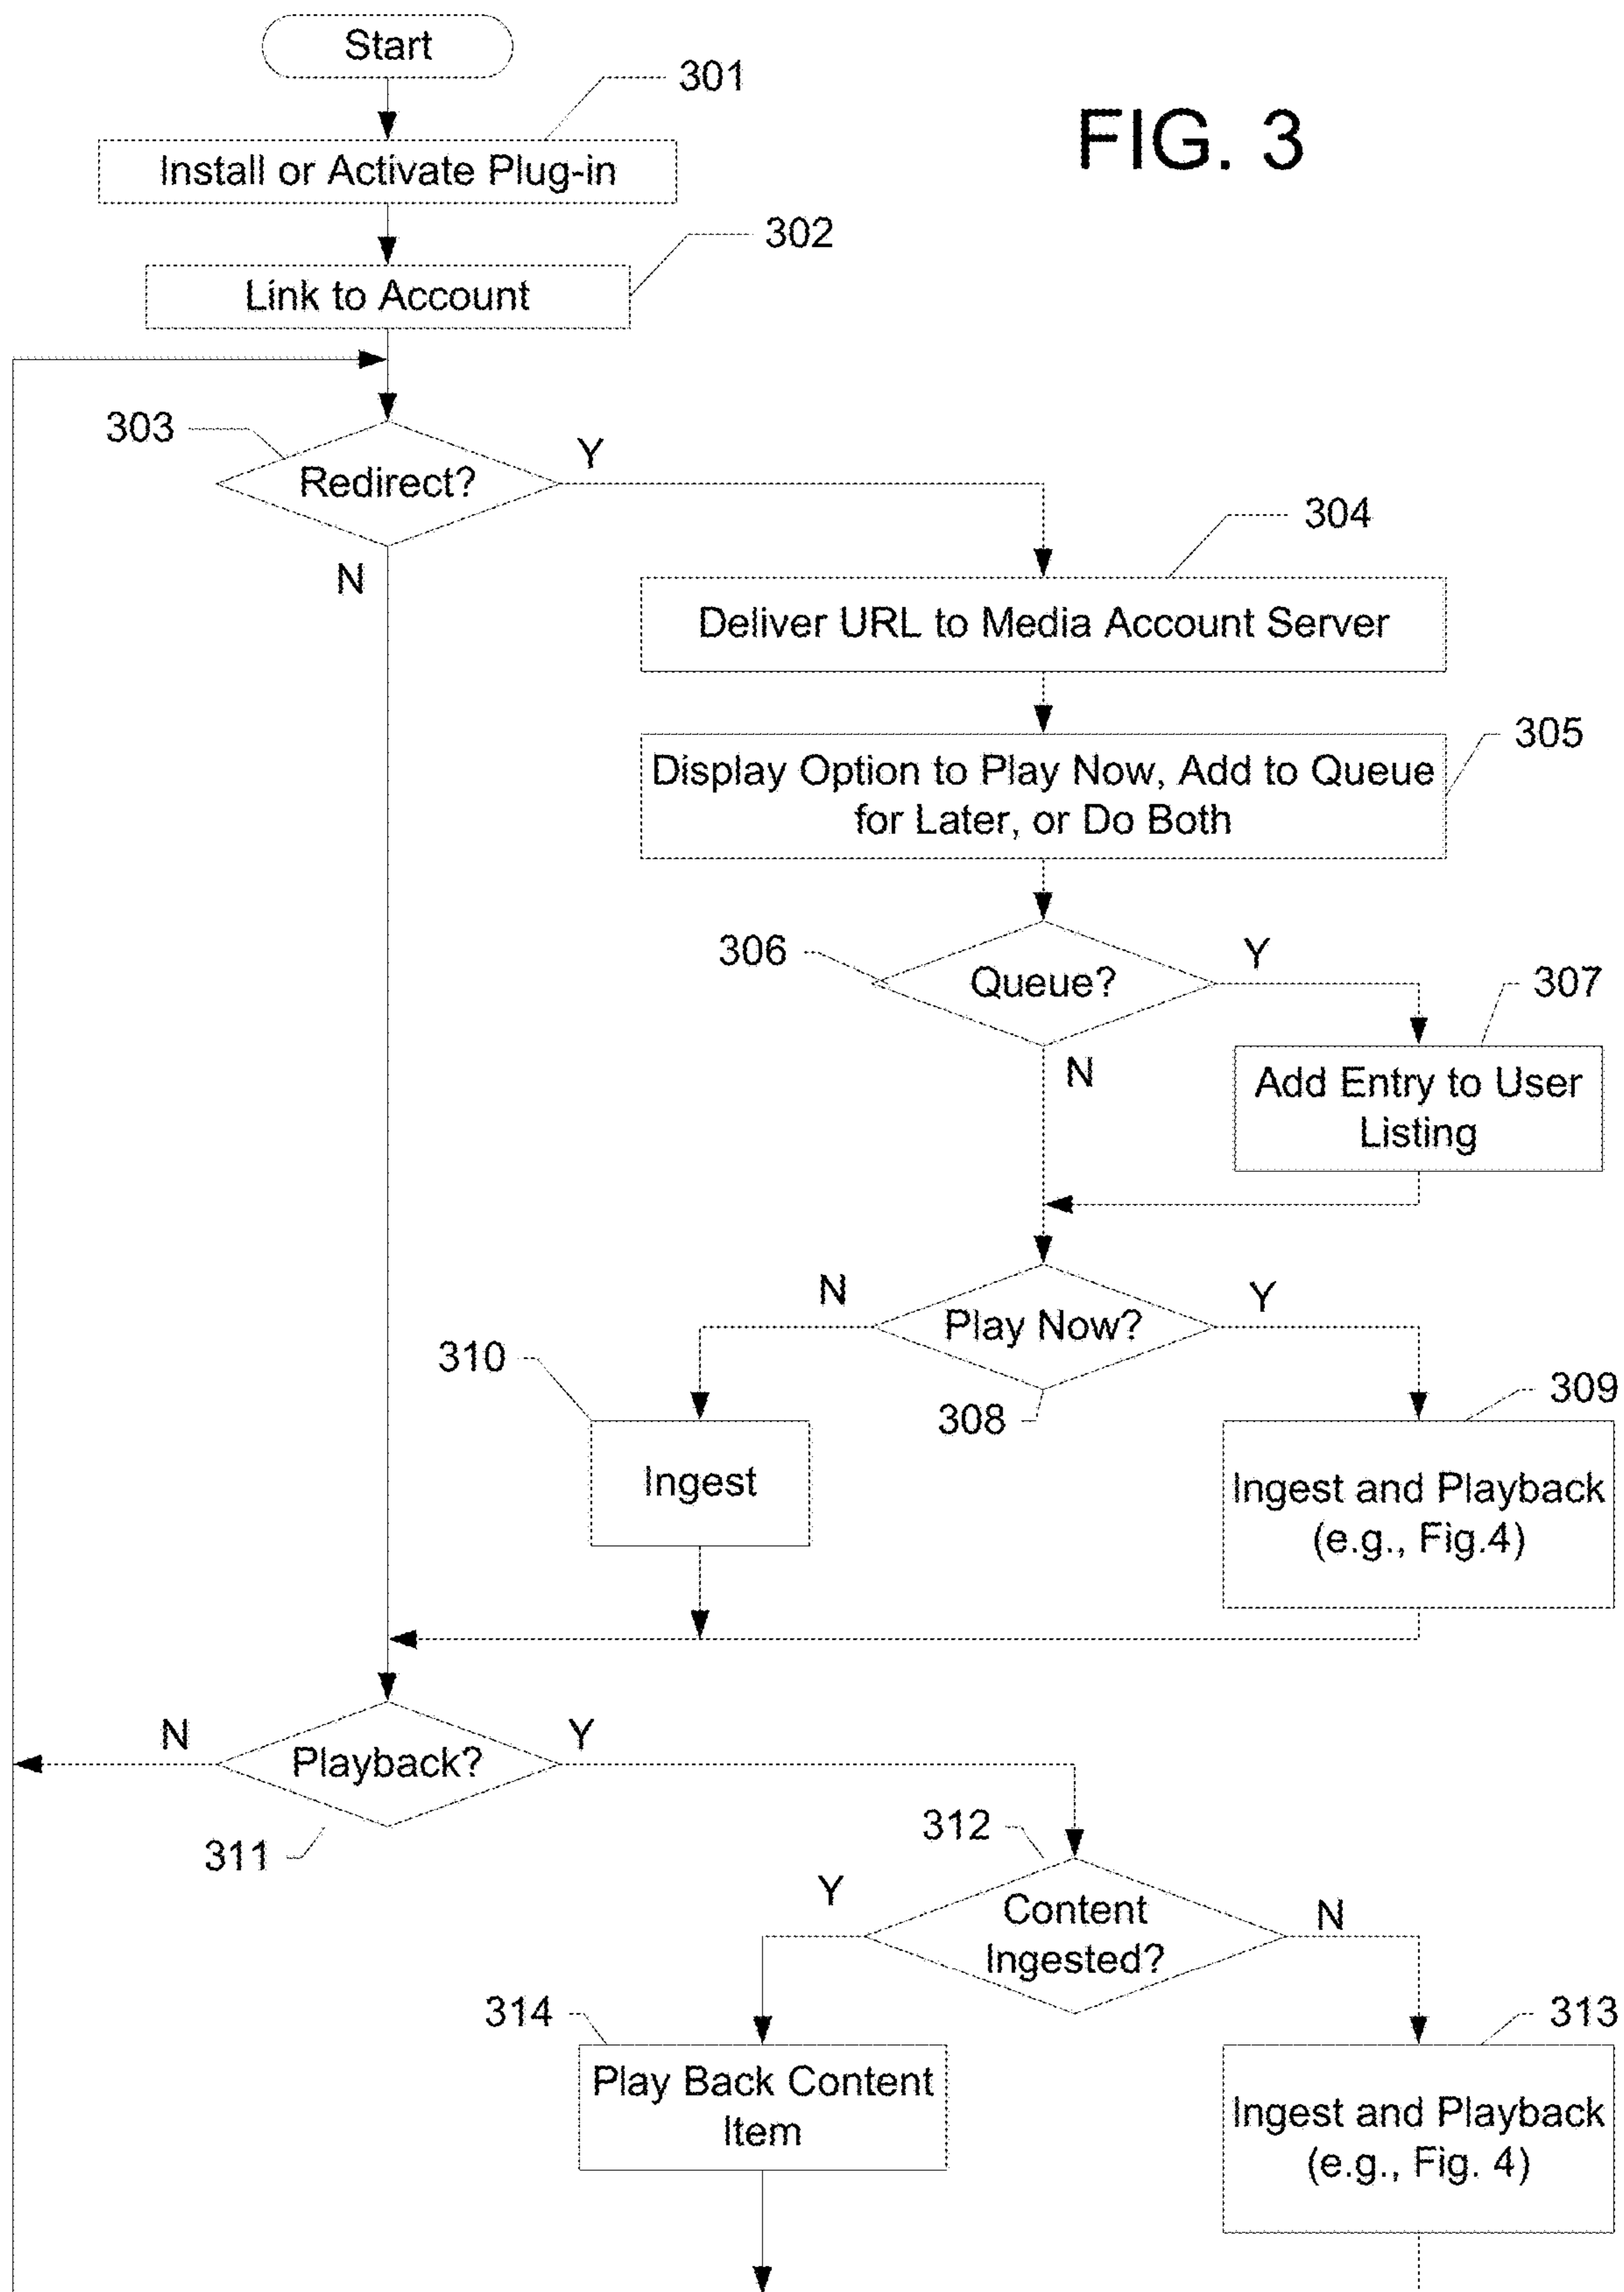 Start
301
FIG. 3
Install or Activate Plug-in
302
Link to Account
303
Redirect?
Y
N
304
Deliver URL to Media Account Server
305
Display Option to Play Now, Add to Queue
for Later, or Do Both
306
Queue?
Y
N
307
Add Entry to User
Listing
N
Play Now?
Y
308
310
Ingest
309
Ingest and Playback
(e.g., Fig.4)
N
Playback?
Y
311
312
Y
Content
Ingested?
N
314
Play Back Content
Item
313
Ingest and Playback
(e.g., Fig. 4)